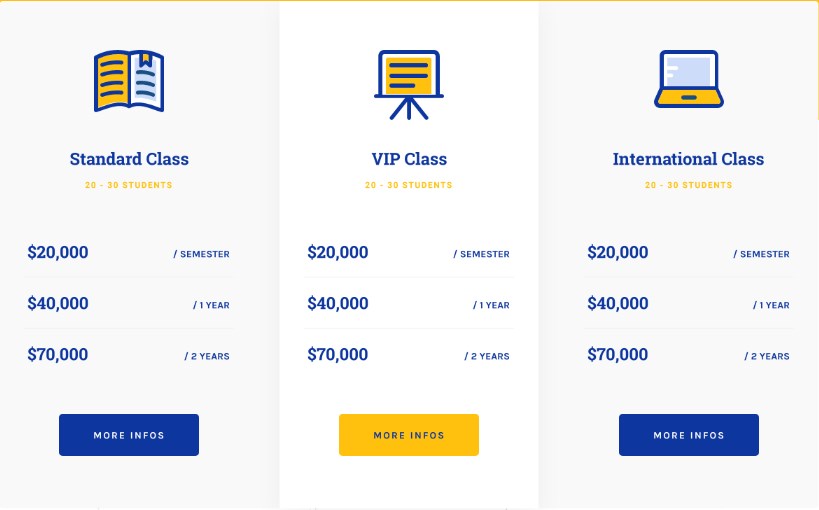 Standard Class
20 - 30 STUDENTS
$20,000 / SEMESTER
$40,000 / 1 YEAR
$70,000 / 2 YEARS
MORE INFOS
VIP Class
20 - 30 STUDENTS
$20,000 / SEMESTER
$40,000 / 1 YEAR
$70,000 / 2 YEARS
MORE INFOS
International Class
20 - 30 STUDENTS
$20,000 / SEMESTER
$40,000 / 1 YEAR
$70,000 / 2 YEARS
MORE INFOS